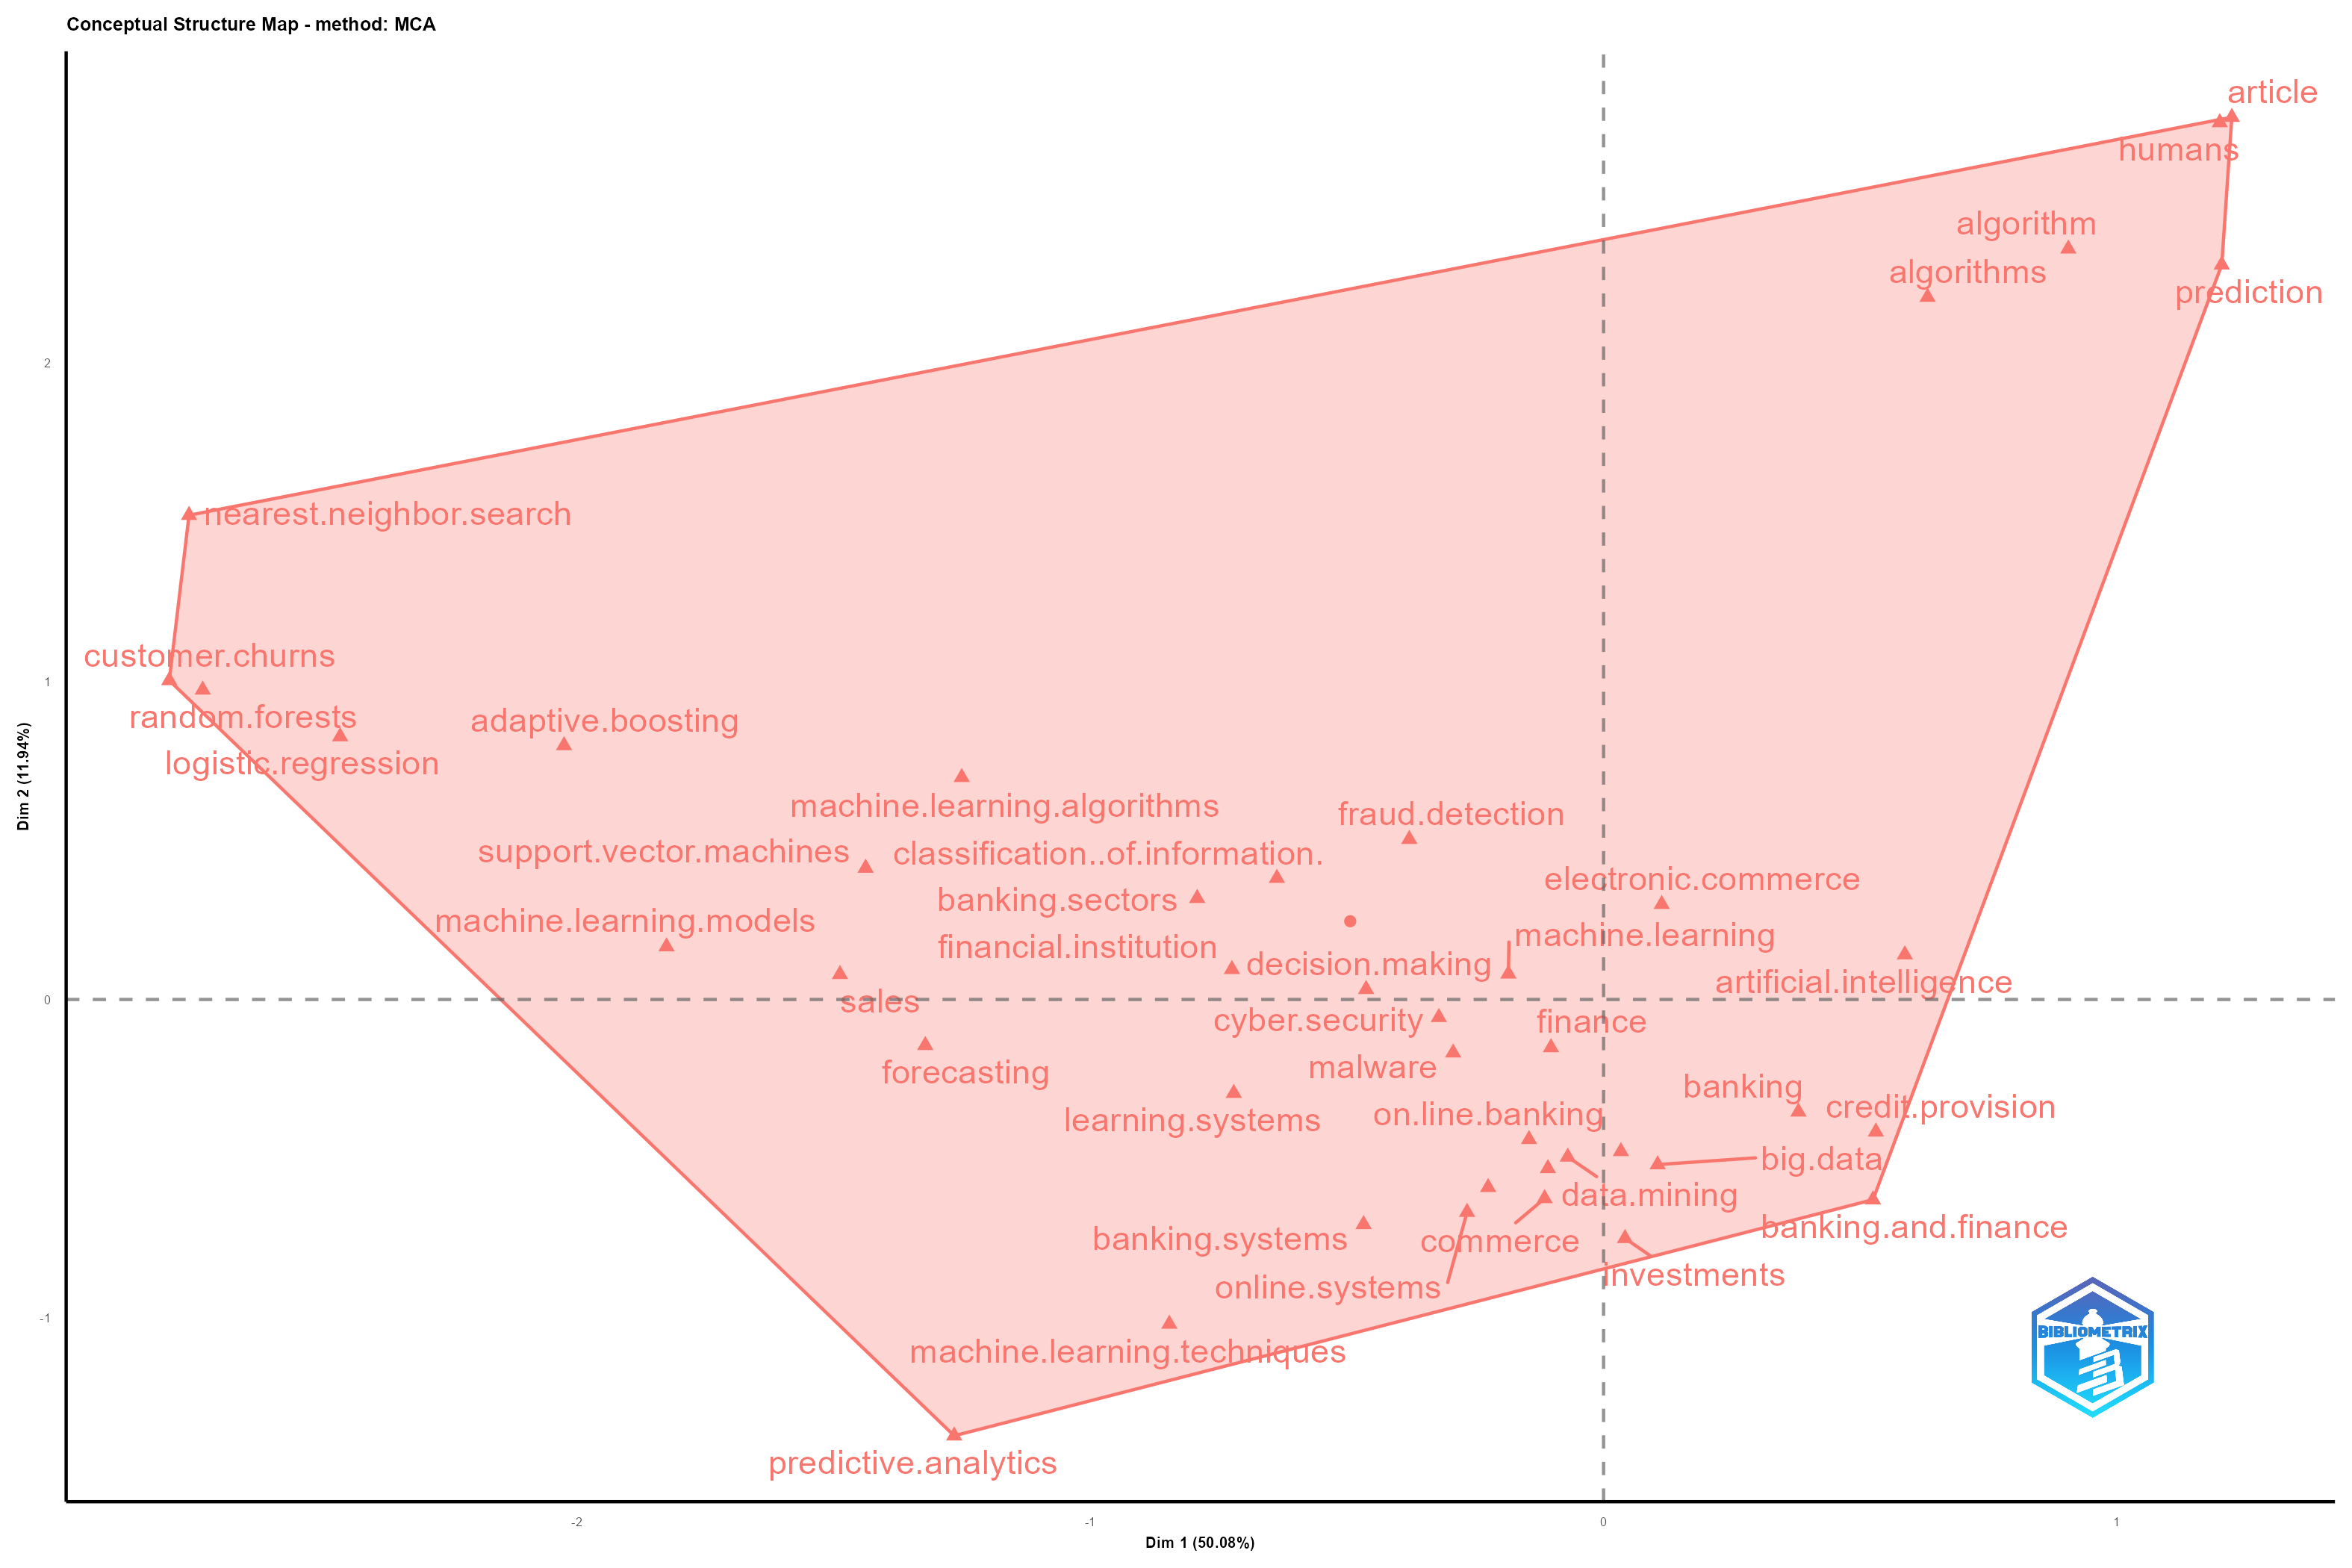 Conceptual Structure Map - method: MCA
article
humans
algorithm
algorithms
prediction
2
nearest.neighbor.search
customer.churns
1
random.forests
adaptive.boosting
logistic.regression
machine.learning.algorithms
fraud.detection
support.vector.machines
classification..of.information.
electronic.commerce
banking.sectors
machine.learning.models
machine.learning
financial.institution
decision.making
artificial.intelligence
0
sales
cyber.security
finance
forecasting
malware
banking
credit.provision
learning.systems
on.line.banking
big.data
data.mining
banking.and.finance
banking.systems
commerce
investments
online.systems
-1
BIBLIOMETRIX
machine.learning.techniques
predictive.analytics
Dim 2 (11.94%)
-2
-1
0
1
Dim 1 (50.08%)